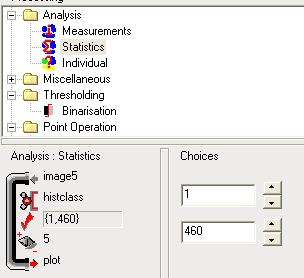 Analysis
Measurements
Statistics
Individual
Miscellaneous
Thresholding
Binarisation
Point Operation
Analysis : Statistics
image5
histclass
{1,460}
5
plot
Choices
1
460